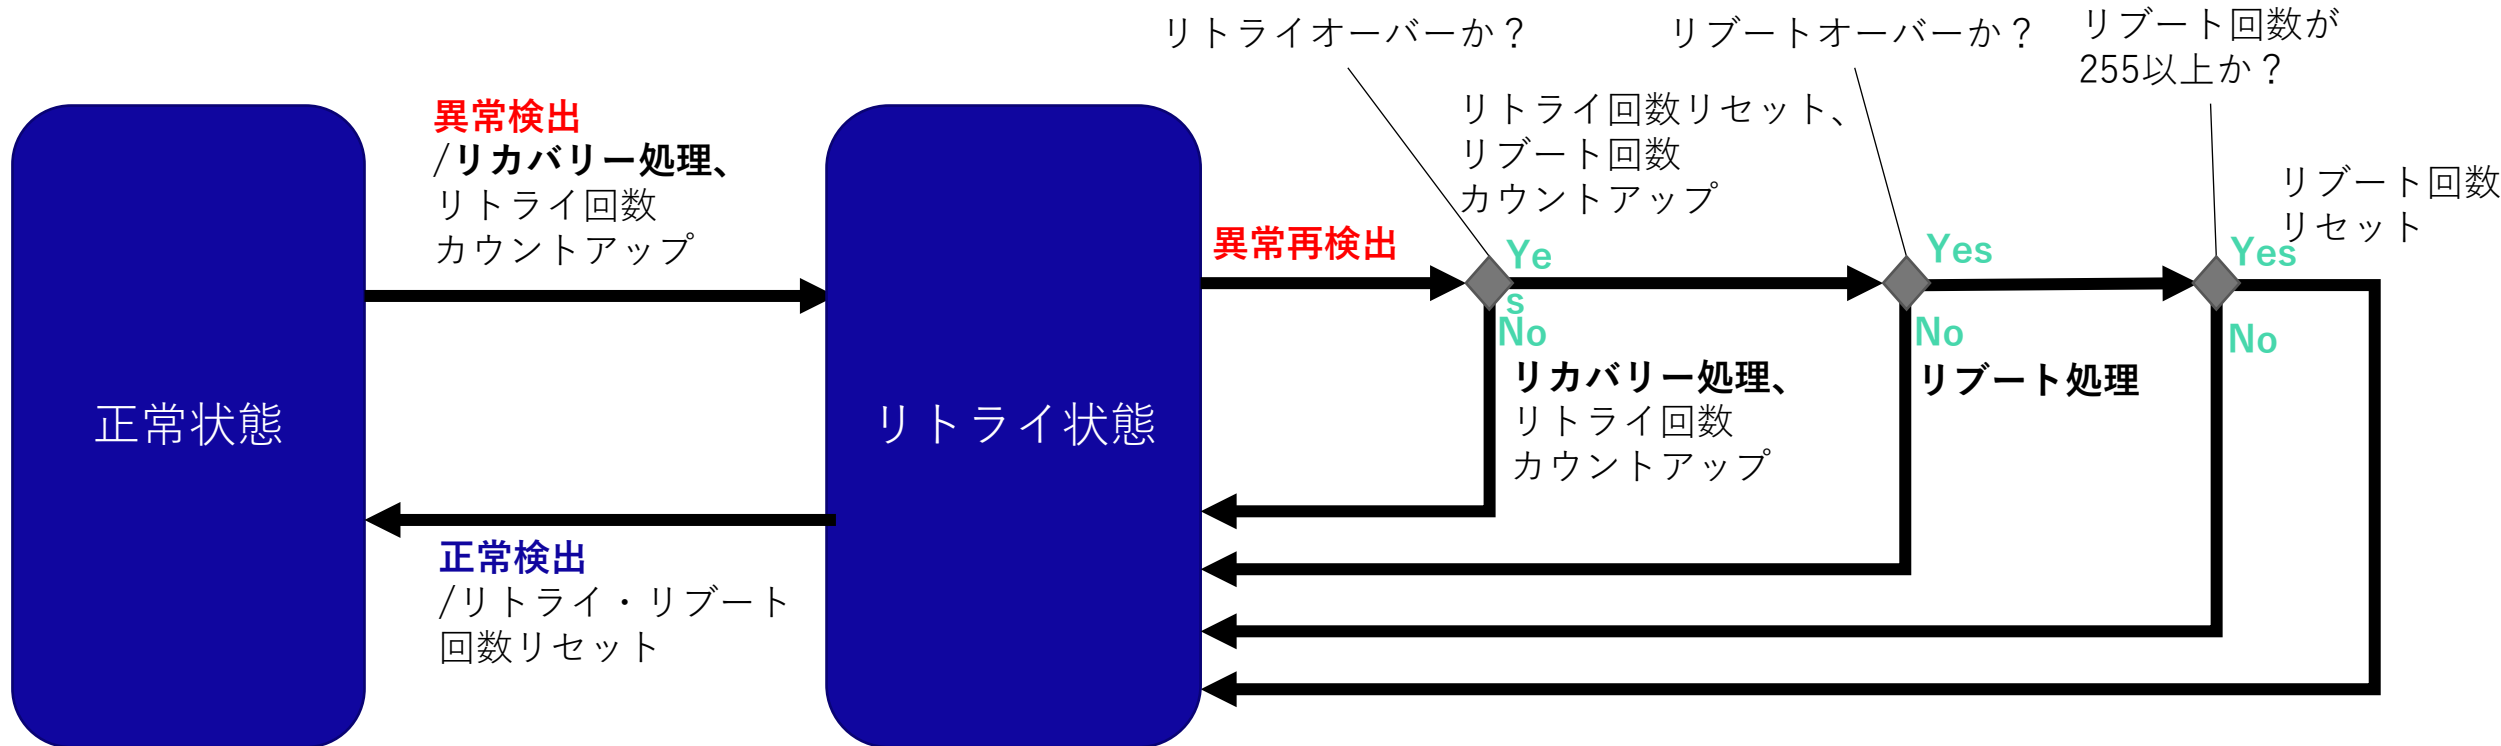 リトライオーバーか？
リブートオーバーか？
リブート回数が
255以上か？
異常検出
/リカバリー処理、
リトライ回数
カウントアップ
リトライ回数リセット、
リブート回数
カウントアップ
リブート回数
リセット
異常再検出
Ye
s
Yes
Yes
No
No
No
リカバリー処理、
リトライ回数
カウントアップ
リブート処理
正常状態
リトライ状態
正常検出
/リトライ・リブート
回数リセット